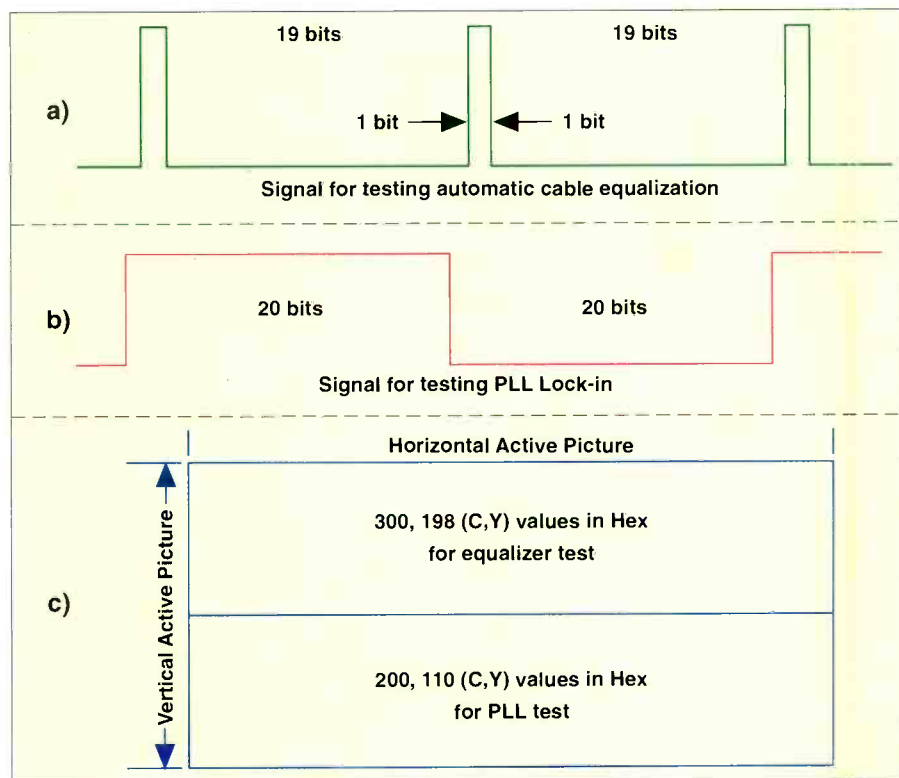 a)
19 bits
19 bits
1 bit
1 bit
Signal for testing automatic cable equalization
b)
20 bits
20 bits
Signal for testing PLL Lock-in
c)
Horizontal Active Picture
Vertical Active Picture
300, 198 (C,Y) values in Hex
for equalizer test
200, 110 (C,Y) values in Hex
for PLL test